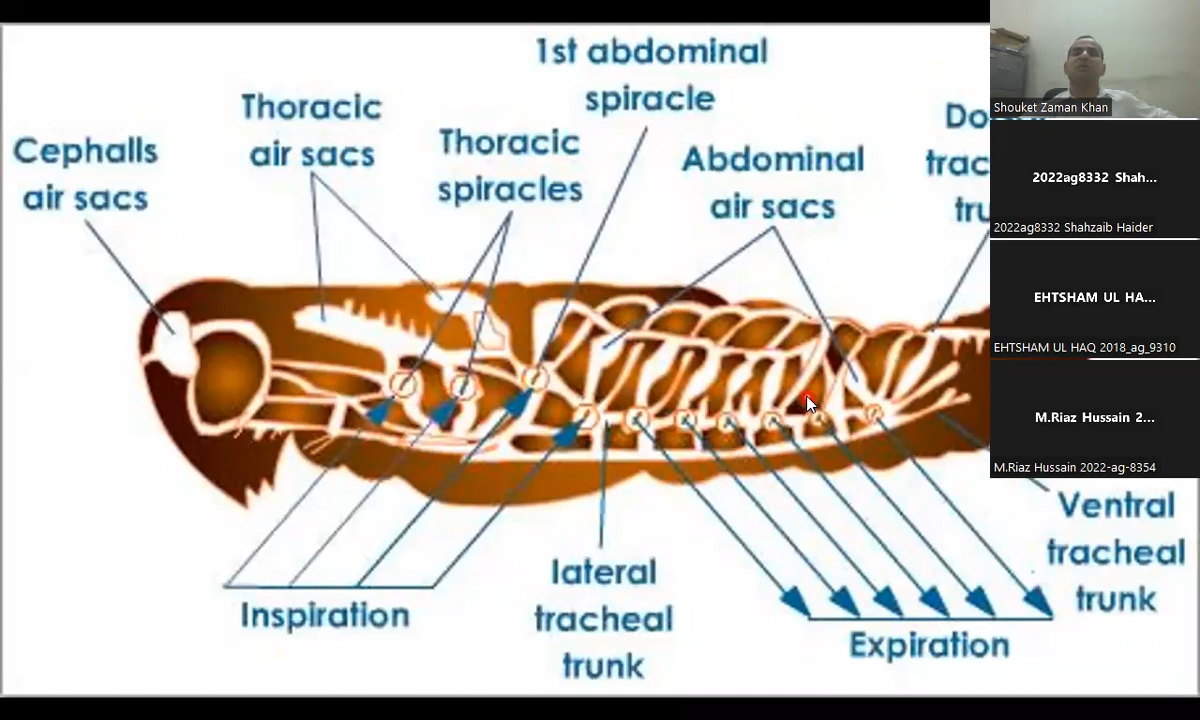 1st abdominal
spiracle
Thoracic
air sacs
Thoracic
spiracles
Cephalls
air sacs
Abdominal
air sacs
Inspiration
lateral
tracheal
trunk
Expiration
Ventral
tracheal
trunk
Shouket Zaman Khan
2022ag8332 Shah...
2022ag8332 Shahzaib Haider
EHTSHAM UL HA...
EHTSHAM UL HAQ 2018_ag_9310
M.Riaz Hussain 2...
M.Riaz Hussain 2022-ag-8354